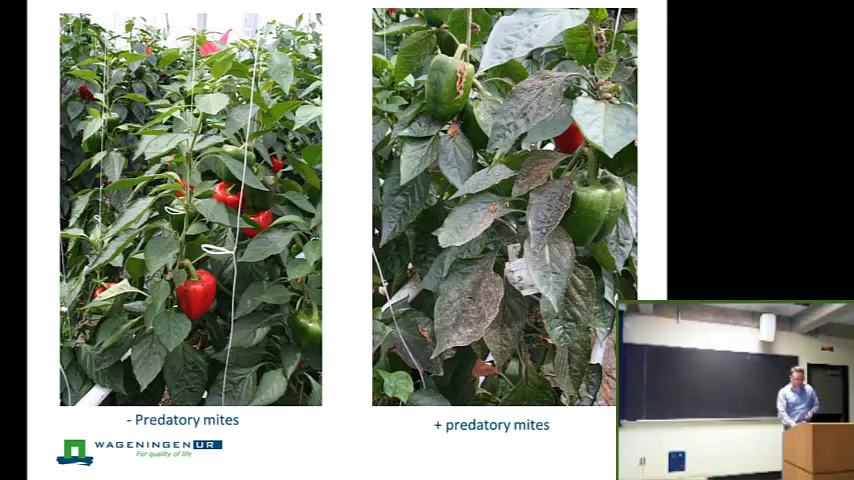 - Predatory mites
+ predatory mites
WAGENINGEN UR
For quality of life